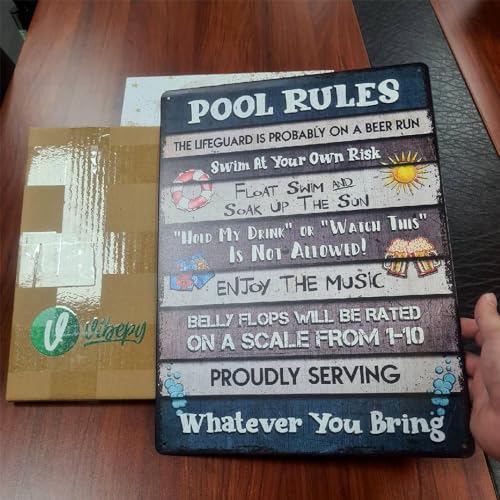 POOL RULES
THE LIFEGUARD IS PROBABLY ON A BEER RUN
Swim At Your Own Risk
FLOAT SWIM AND
SOAK UP THE SUN
"Hold My Drink" or "Watch This"
Is Not Allowed!
ENJOY THE MUSIC
BELLY FLOPS WILL BE RATED
ON A SCALE FROM 1-10
PROUDLY SERVING
Whatever You Bring
Vibepy